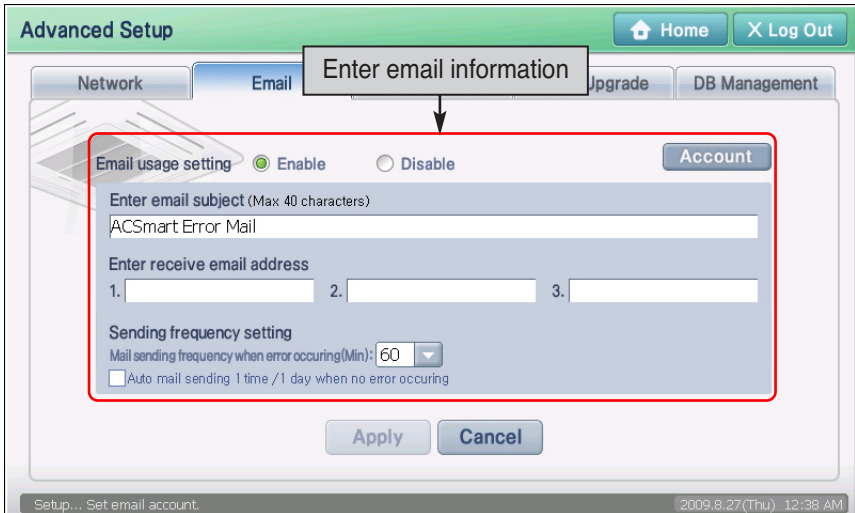 Advanced Setup
Home
X Log Out
Network
Email
Enter email information
Upgrade
DB Management
Email usage setting
Enable
Disable
Account
Enter email subject (Max 40 characters)
ACSmart Error Mail
Enter receive email address
1.
2.
3.
Sending frequency setting
Mail sending frequency when error occuring(Min): 60
Auto mail sending 1 time /1 day when no error occuring
Apply
Cancel
Setup... Set email account.
2009.8.27(Thu) 12:38 AM